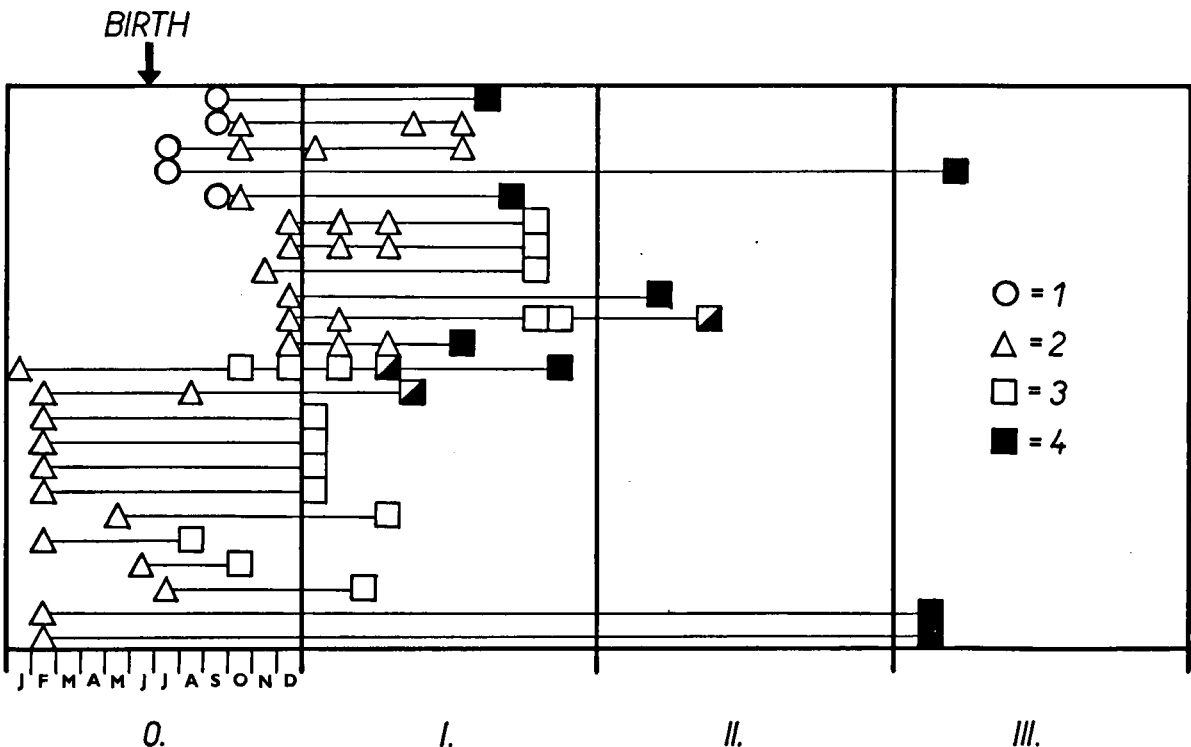 BIRTH
= 1
= 2
= 3
= 4
J F M A M J J A S O N D
0. I. II. III.